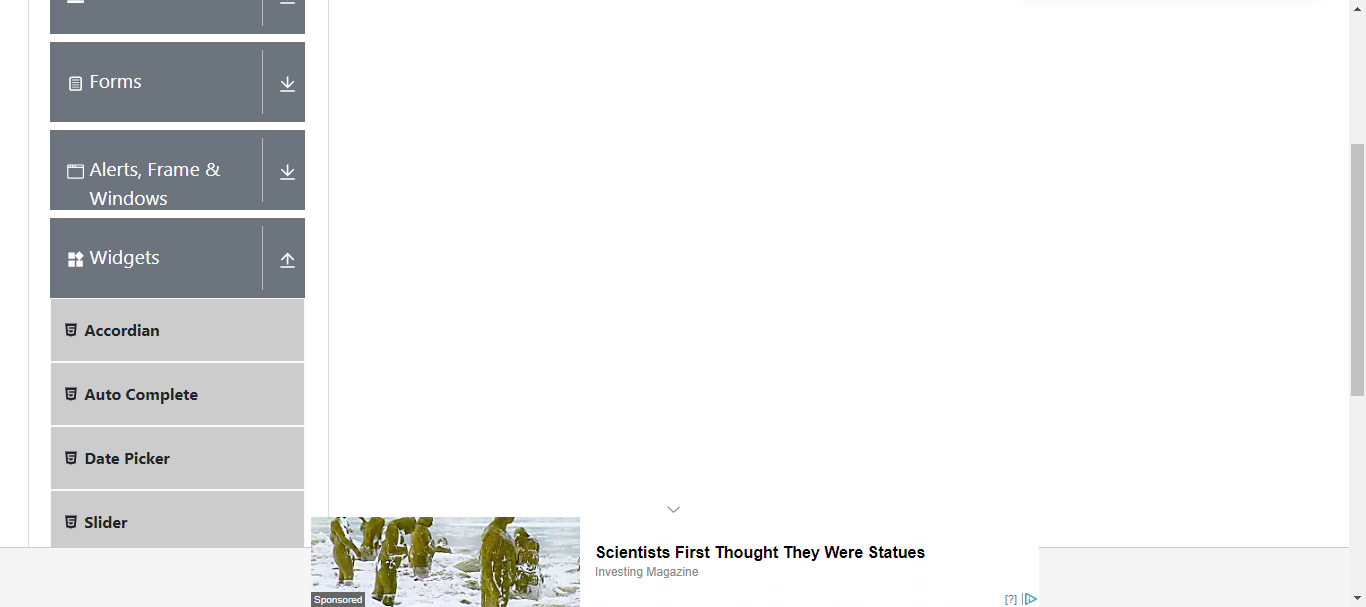 Forms
Alerts, Frame &
Windows
Widgets
Accordian
Auto Complete
Date Picker
Slider
Scientists First Thought They Were Statues
Investing Magazine
Sponsored
[?]